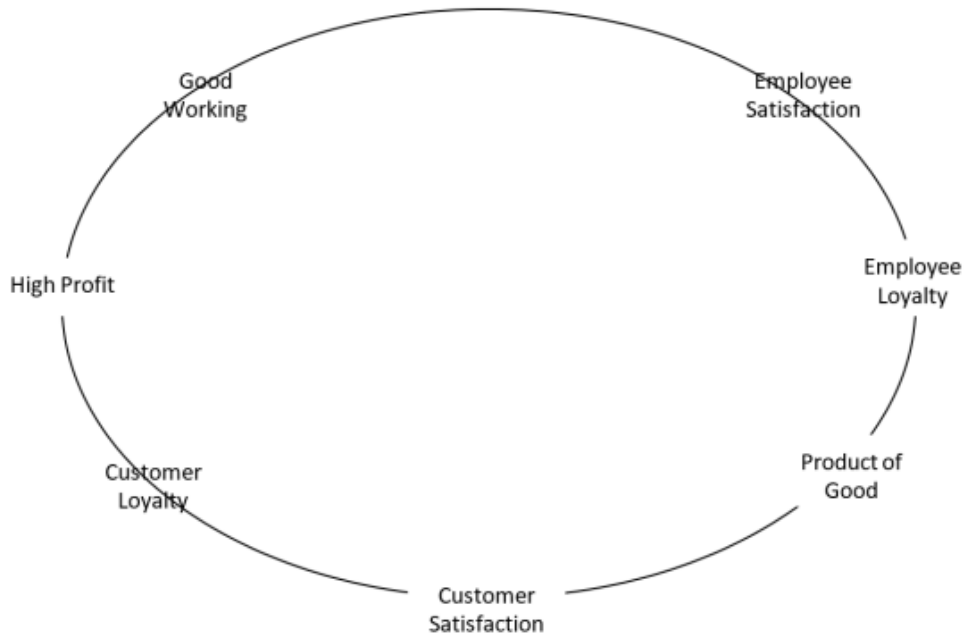 Good
Working
Employee
Satisfaction
High Profit
Employee
Loyalty
Customer
Loyalty
Product of
Good
Customer
Satisfaction